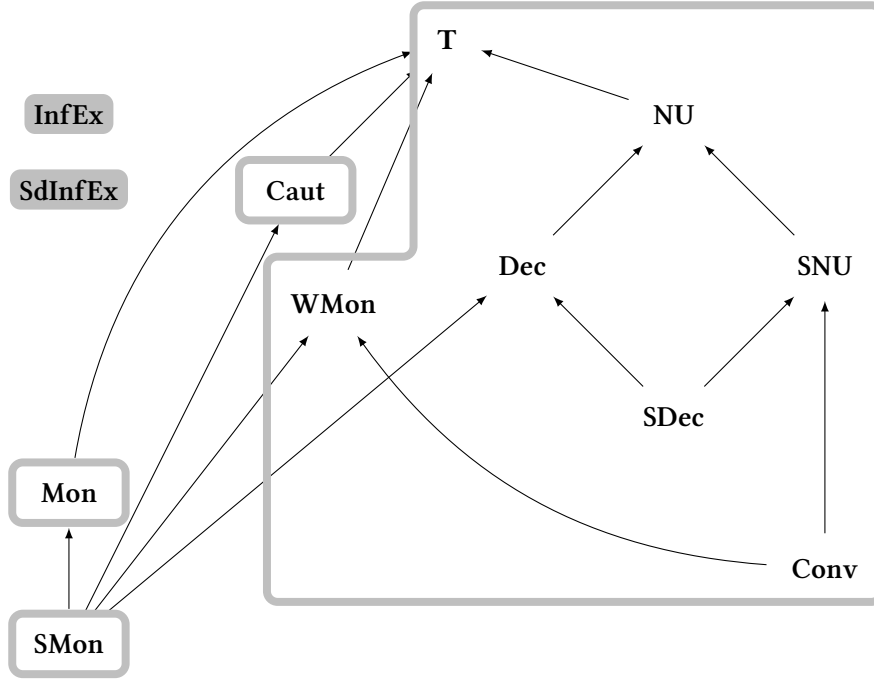 T
InfEx
NU
SdInfEx
Caut
Dec
SNU
WMon
SDec
Mon
Conv
SMon